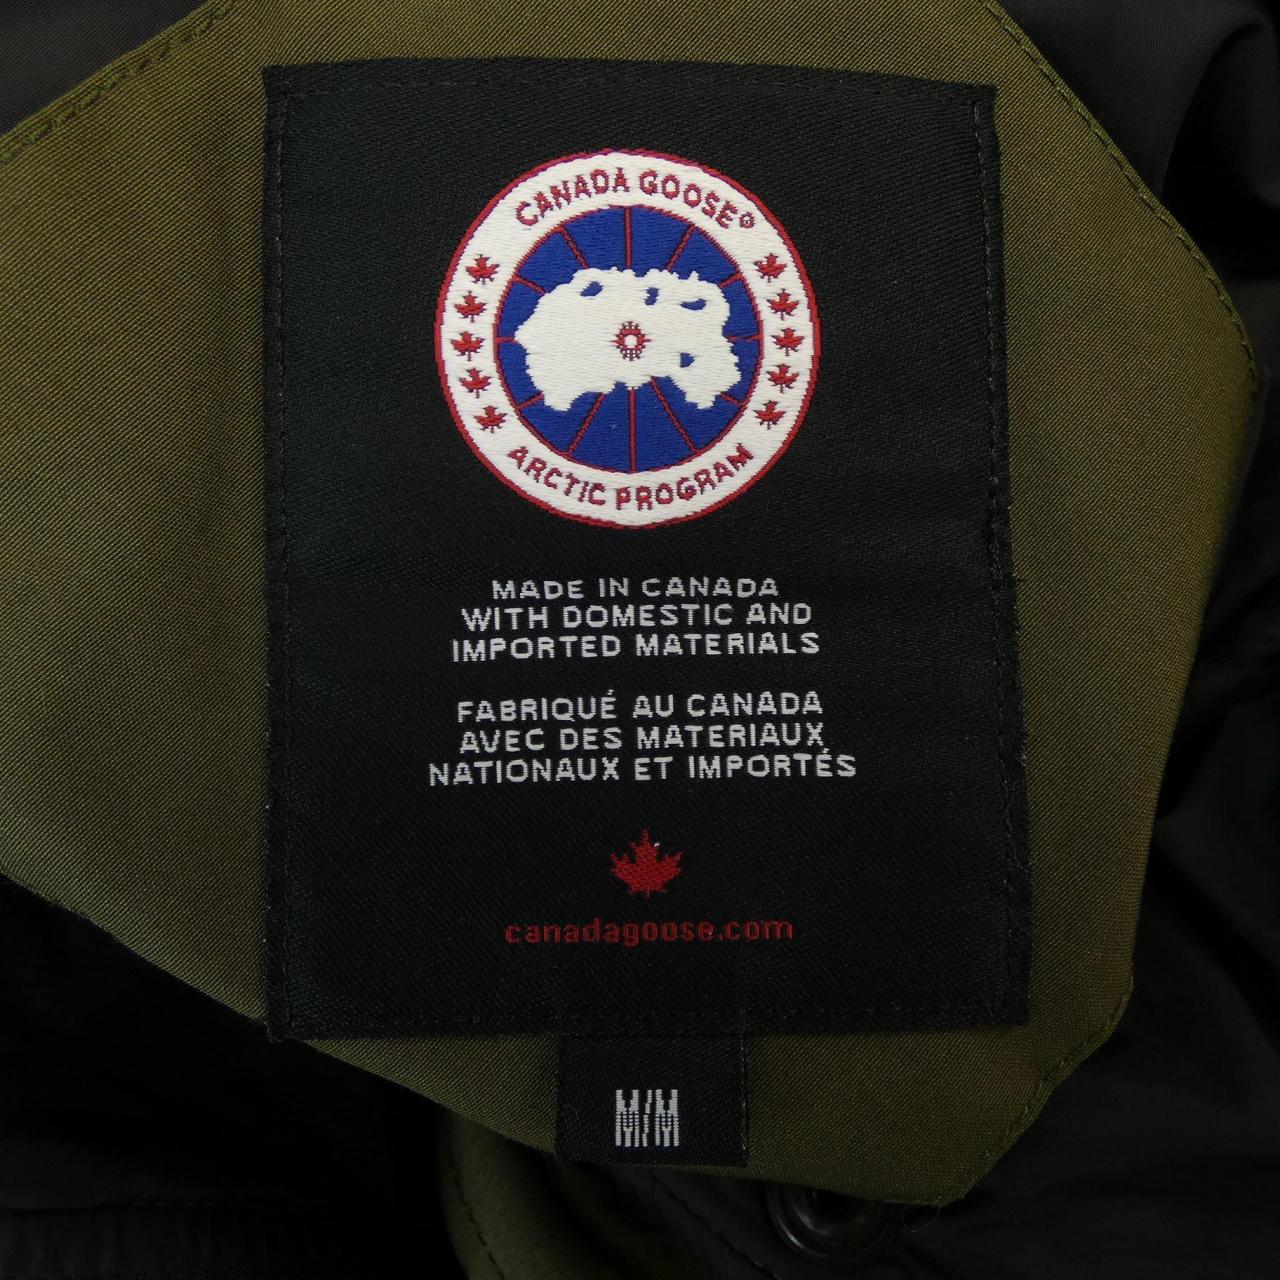 CANADA GOOSE®
ARCTIC PROGRAM
MADE IN CANADA
WITH DOMESTIC AND
IMPORTED MATERIALS
FABRIQUÉ AU CANADA
AVEC DES MATERIAUX
NATIONAUX ET IMPORTÉS
canadagoose.com
M/M